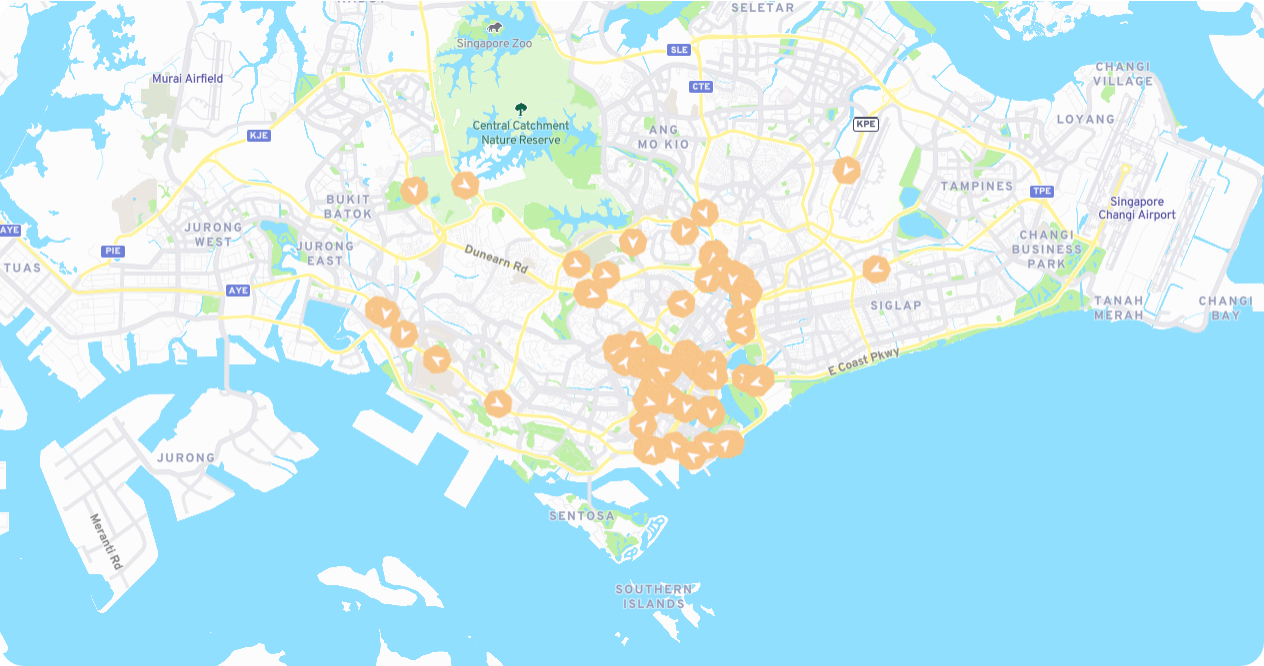 SELETAR
Singapore Zoo
SLE
CHANGI
VILLAGE
Murai Airfield
CTE
Central Catchment
Nature Reserve
LOYANG
KPE
ANG
MO KIO
KJE
TAMPINES
TPE
BUKIT
BATOK
Singapore
Changi Airport
JURONG
WEST
AYE
CHANGI
BUSINESS
PARK
JURONG
EAST
PIE
Dunearn Rd
TUAS
AYE
SIGLAP
TANAH
MERAH
CHANGI
BAY
E Coast Pkwy
JURONG
Meranti Rd
SENTOSA
SOUTHERN
ISLANDS